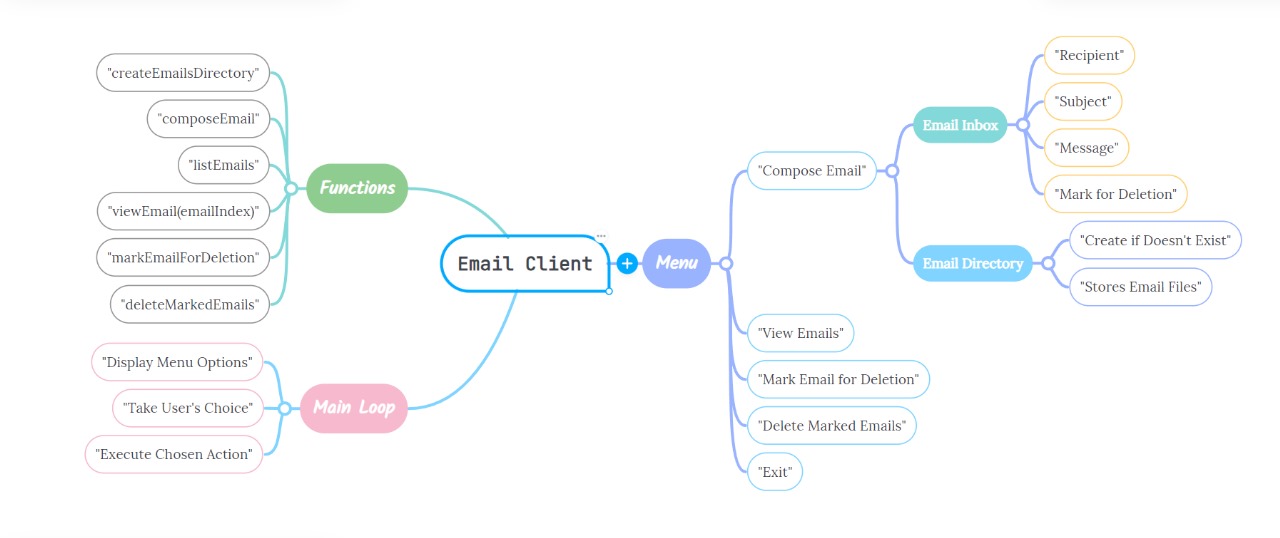 "createEmailsDirectory"
"composeEmail"
"listEmails"
"viewEmail(emailIndex)"
"markEmailForDeletion"
"deleteMarkedEmails"
Functions
"Display Menu Options"
"Take User's Choice"
"Execute Chosen Action"
Main Loop
Email Client
Menu
"Compose Email"
Email Inbox
"Recipient"
"Subject"
"Message"
"Mark for Deletion"
Email Directory
"Create if Doesn't Exist"
"Stores Email Files"
"View Emails"
"Mark Email for Deletion"
"Delete Marked Emails"
"Exit"